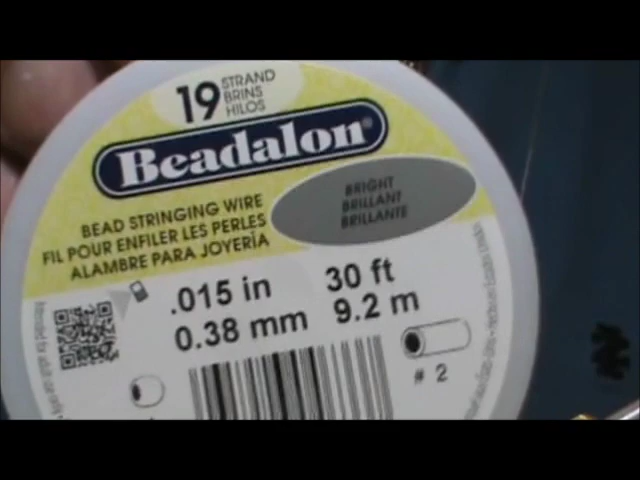 19 STRAND
BRINS
HILOS
Beadalon®
BRIGHT
BRILLANT
BRILLANTE
BEAD STRINGING WIRE
FIL POUR ENFILER LES PERLES
ALAMBRE PARA JOYERÍA
.015 in 30 ft
0.38 mm 9.2 m
# 2